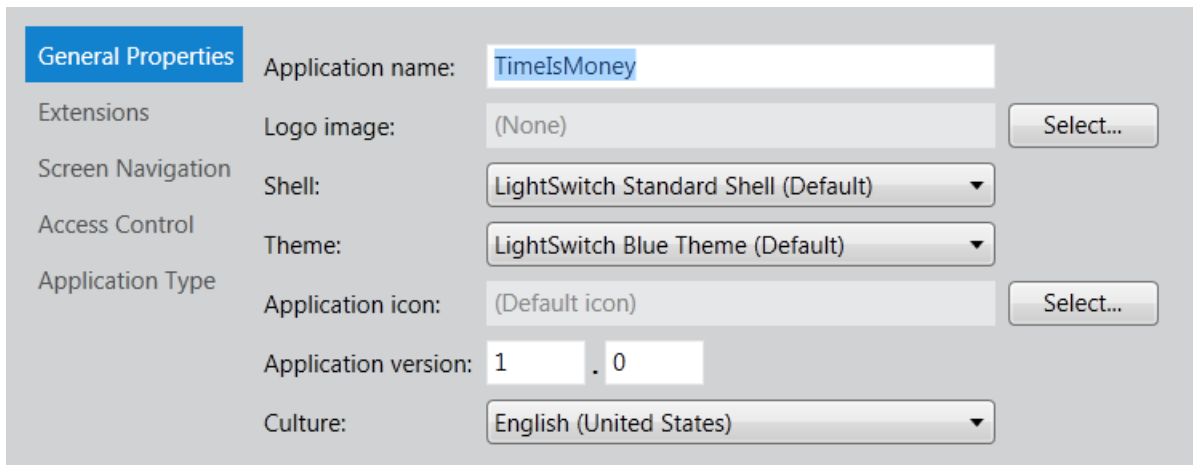 General Properties
Extensions
Screen Navigation
Access Control
Application Type
Application name: TimeIsMoney
Logo image: (None) Select...
Shell: LightSwitch Standard Shell (Default)
Theme: LightSwitch Blue Theme (Default)
Application icon: (Default icon) Select...
Application version: 1 . 0
Culture: English (United States)